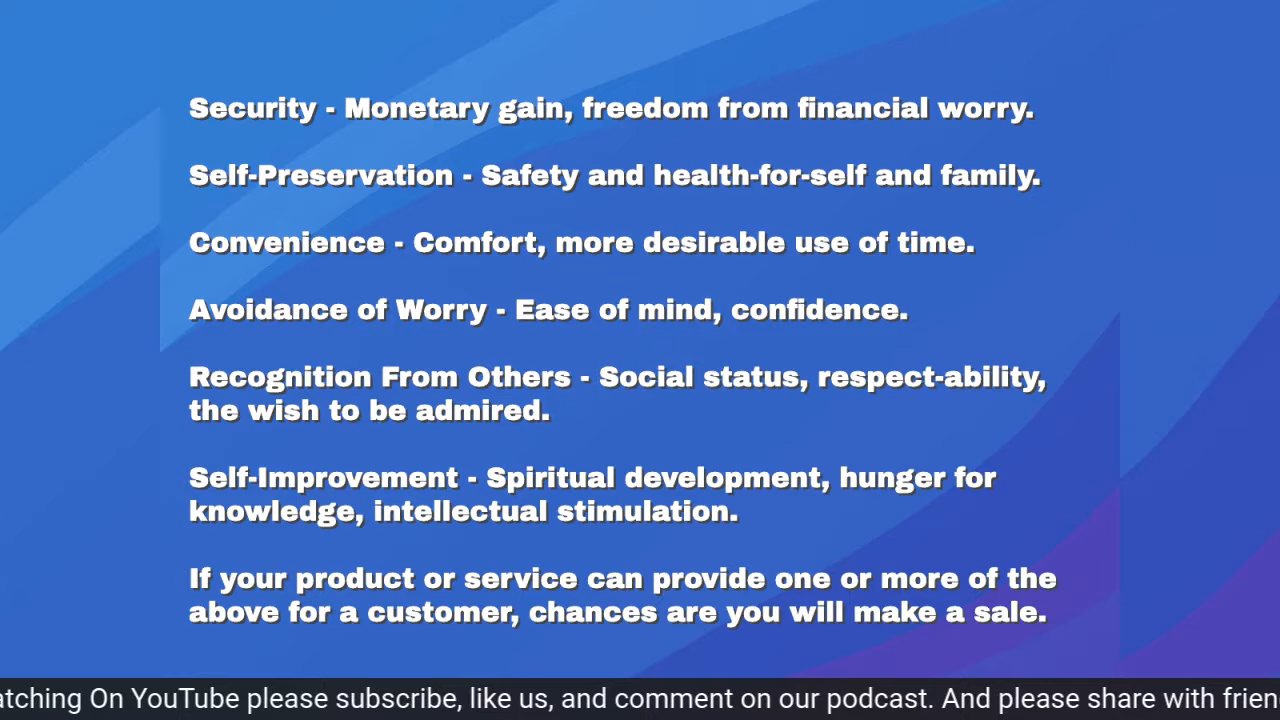 Security - Monetary gain, freedom from financial worry.
Self-Preservation - Safety and health-for-self and family.
Convenience - Comfort, more desirable use of time.
Avoidance of Worry - Ease of mind, confidence.
Recognition From Others - Social status, respect-ability,
the wish to be admired.
Self-Improvement - Spiritual development, hunger for
knowledge, intellectual stimulation.
If your product or service can provide one or more of the
above for a customer, chances are you will make a sale.
On YouTube please subscribe, like us, and comment on our podcast. And please share with